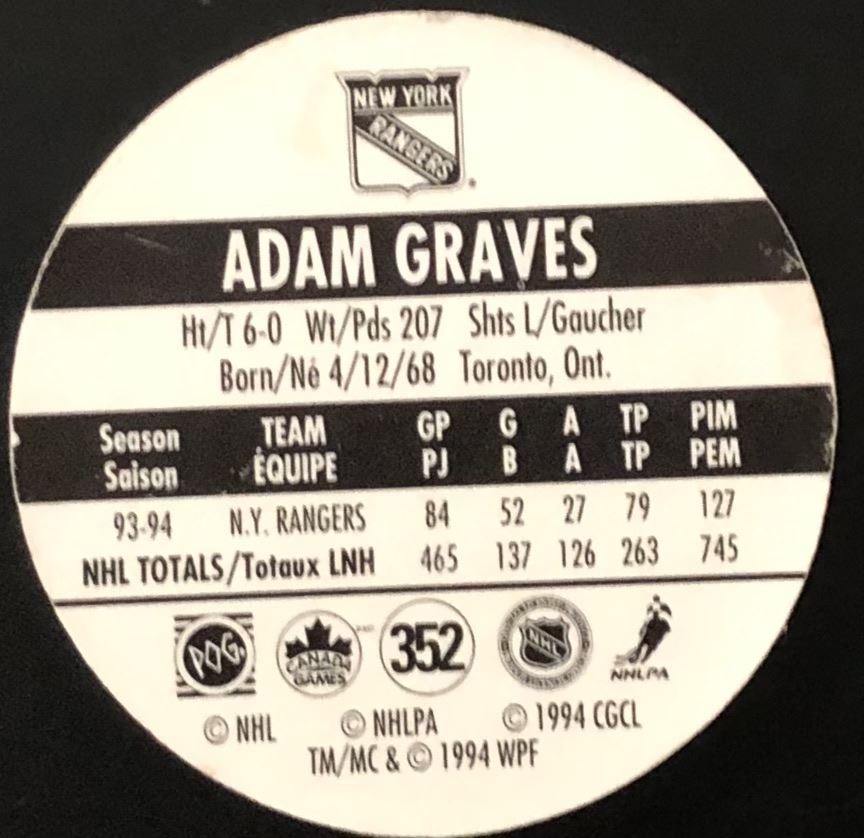 NEW YORK
RANGERS
ADAM GRAVES
Ht/T 6-0 Wt/Pds 207 Shts L/Gaucher
Born/Né 4/12/68 Toronto, Ont.
Season TEAM GP G A TP PIM
Saison ÉQUIPE PJ B A TP PEM
93-94 N.Y. RANGERS 84 52 27 79 127
NHL TOTALS/Totaux LNH 465 137 126 263 745
POG
CANADA
GAMES
352
NHL
NHLPA
© NHL © NHLPA © 1994 CGCL
TM/MC & © 1994 WPF